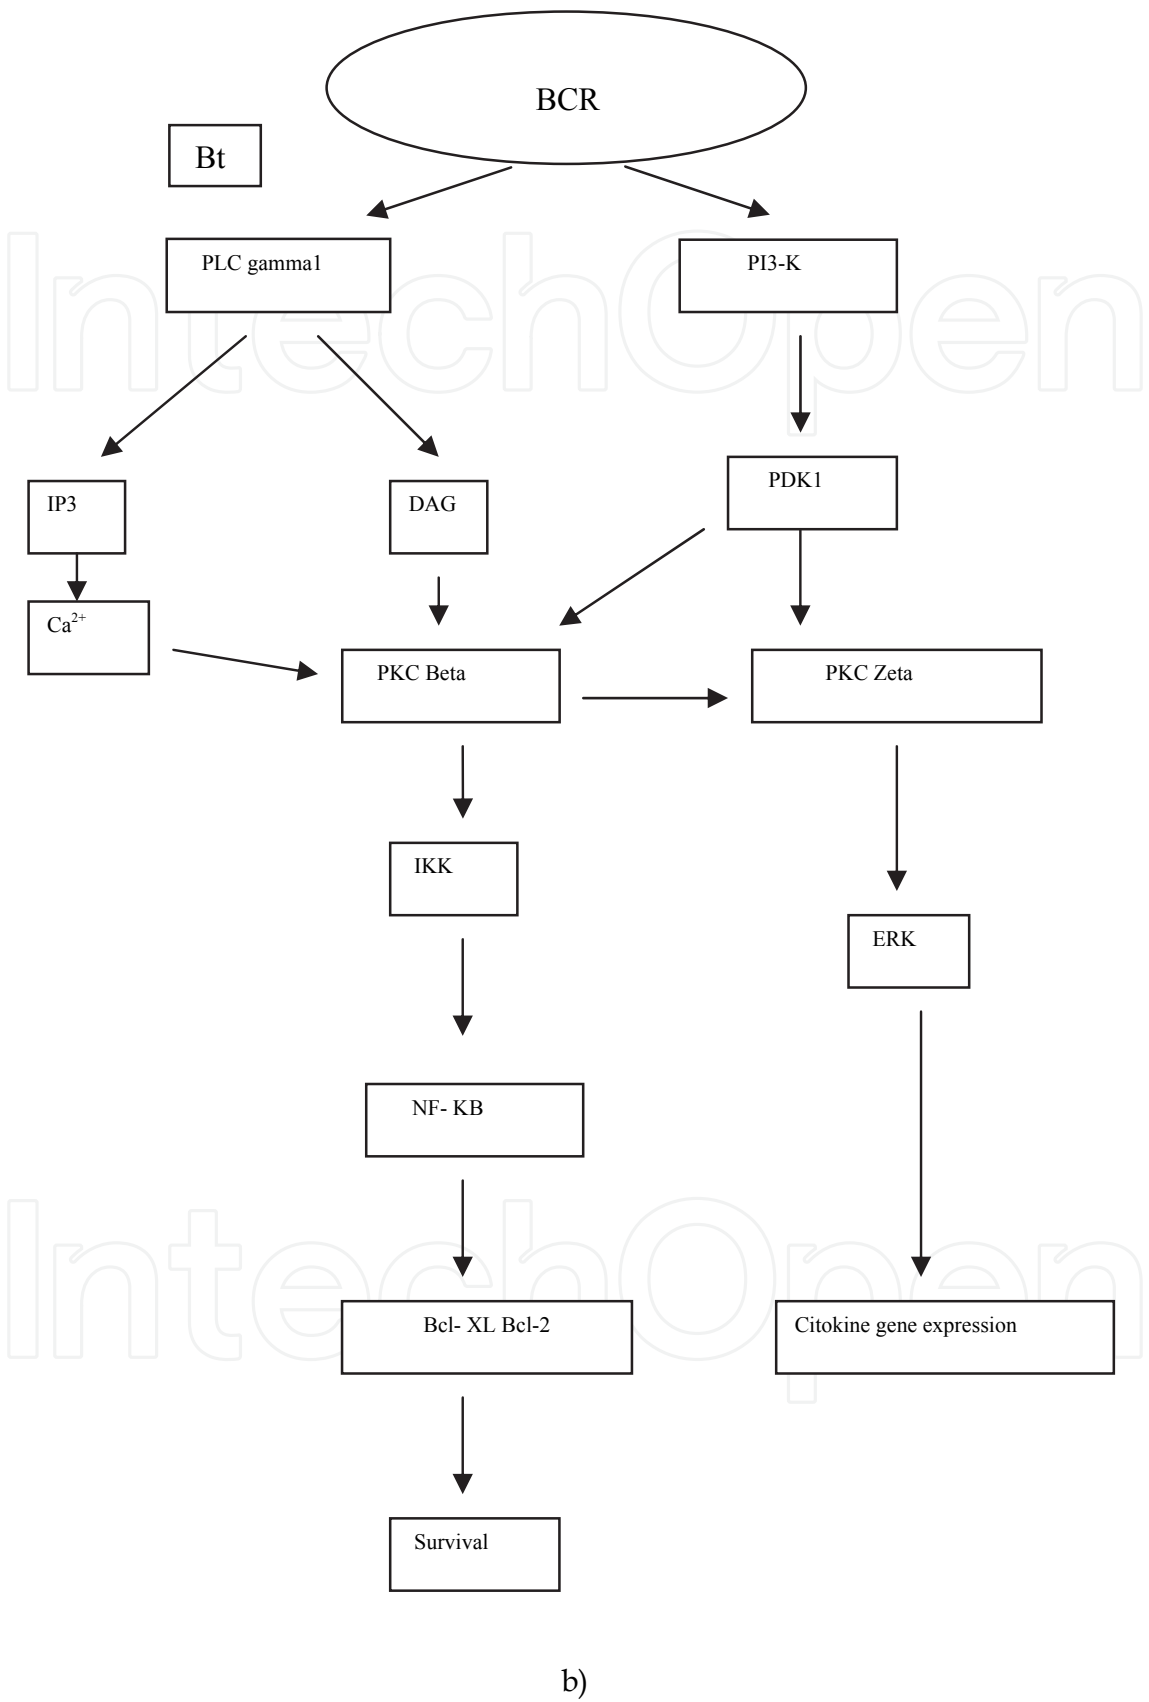 BCR
Bt
PLC gamma1
PI3-K
IntechOpen
IP3
DAG
PDK1
Ca²⁺
PKC Beta
PKC Zeta
IKK
ERK
NF- KB
IntechOpen
Bcl- XL Bcl-2
Citokine gene expression
Survival
b)